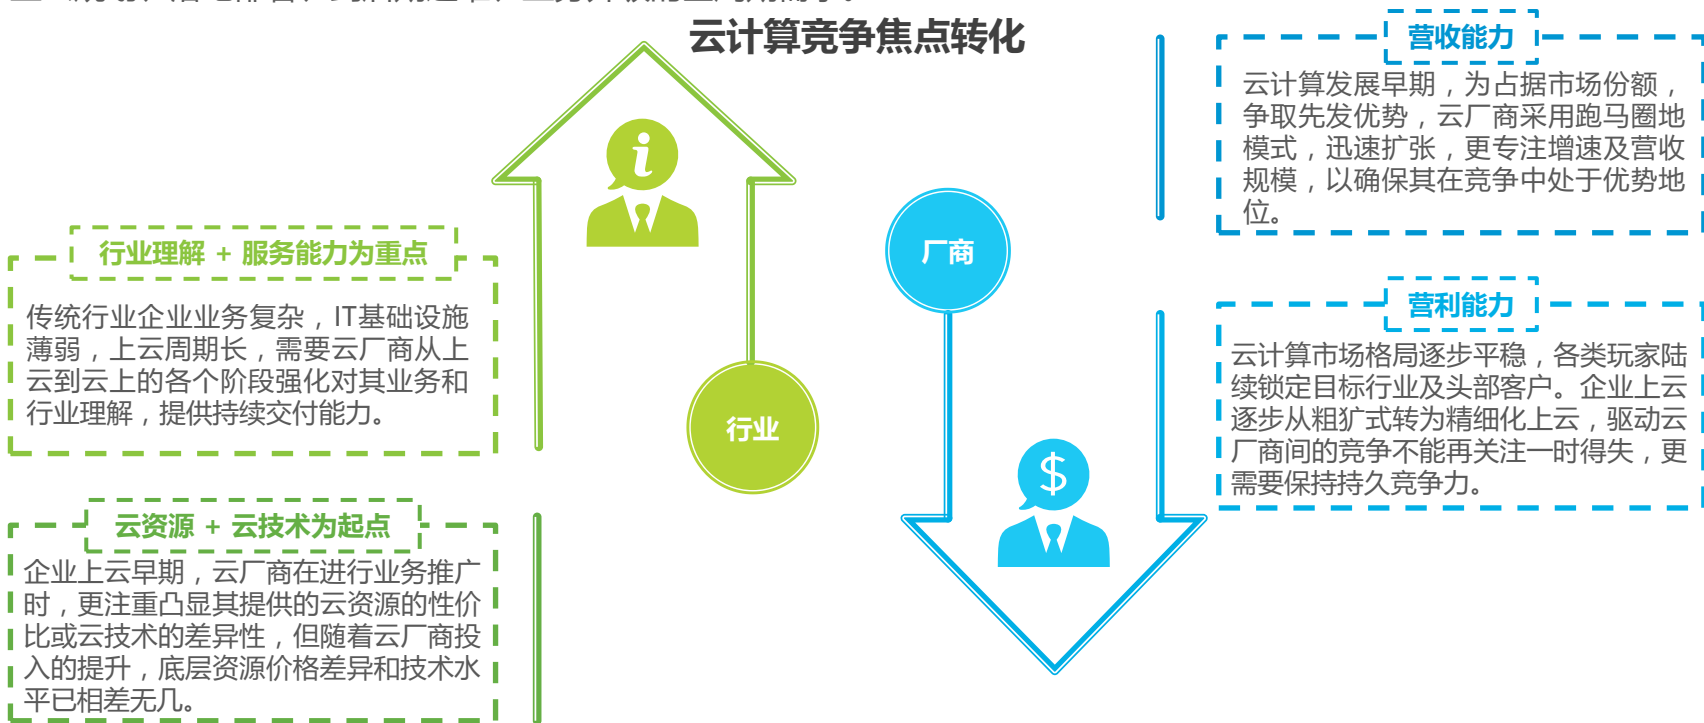 云计算竞争焦点转化
行业理解 + 服务能力为重点
传统行业企业业务复杂，IT基础设施
薄弱，上云周期长，需要云厂商从上
云到云上的各个阶段强化对其业务和
行业理解，提供持续交付能力。
云资源 + 云技术为起点
企业上云早期，云厂商在进行业务推广
时，更注重凸显其提供的云资源的性价
比或云技术的差异性，但随着云厂商投
入的提升，底层资源价格差异和技术水
平已相差无几。
i
行业
厂商
$
营收能力
云计算发展早期，为占据市场份额，
争取先发优势，云厂商采用跑马圈地
模式，迅速扩张，更专注增速及营收
规模，以确保其在竞争中处于优势地
位。
营利能力
云计算市场格局逐步平稳，各类玩家陆
续锁定目标行业及头部客户。企业上云
逐步从粗犷式转为精细化上云，驱动云
厂商间的竞争不能再关注一时得失，更
需要保持持久竞争力。